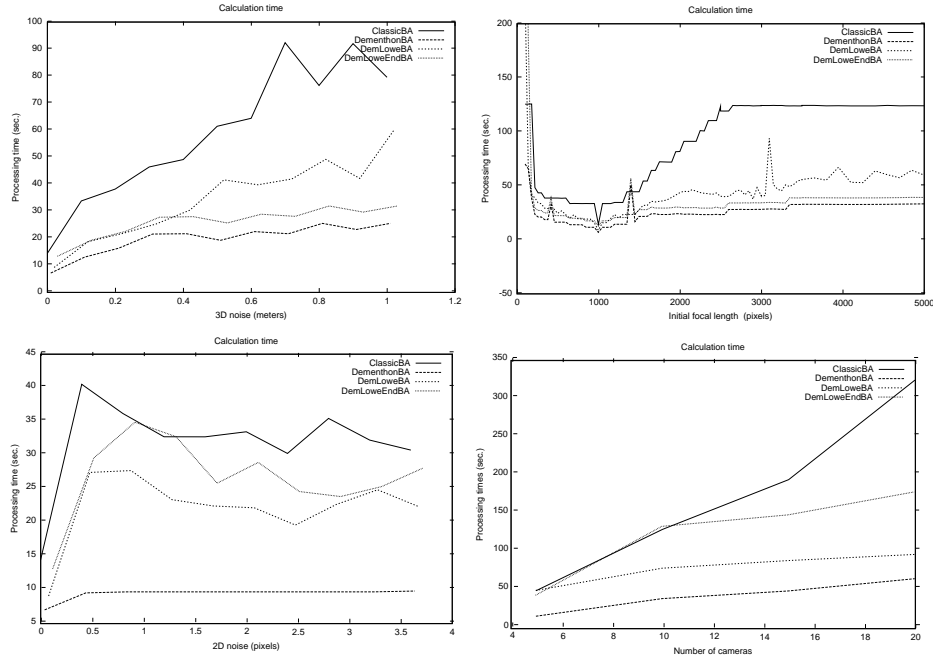 Calculation time
100
90
80
70
60
50
40
30
20
10
0
Processing time (sec.)
ClassicBA
DementhonBA
DemLoweBA
DemLoweEndBA
0 0.2 0.4 0.6 0.8 1 1.2
3D noise (meters)
Calculation time
200
150
100
50
0
-50
Processing time (sec.)
ClassicBA
DementhonBA
DemLoweBA
DemLoweEndBA
0 1000 2000 3000 4000 5000
Initial focal length (pixels)
Calculation time
45
40
35
30
25
20
15
10
5
Processing time (sec.)
ClassicBA
DementhonBA
DemLoweBA
DemLoweEndBA
0 0.5 1 1.5 2 2.5 3 3.5 4
2D noise (pixels)
Calculation time
350
300
250
200
150
100
50
0
Processing times (sec.)
ClassicBA
DementhonBA
DemLoweBA
DemLoweEndBA
4 6 8 10 12 14 16 18 20
Number of cameras